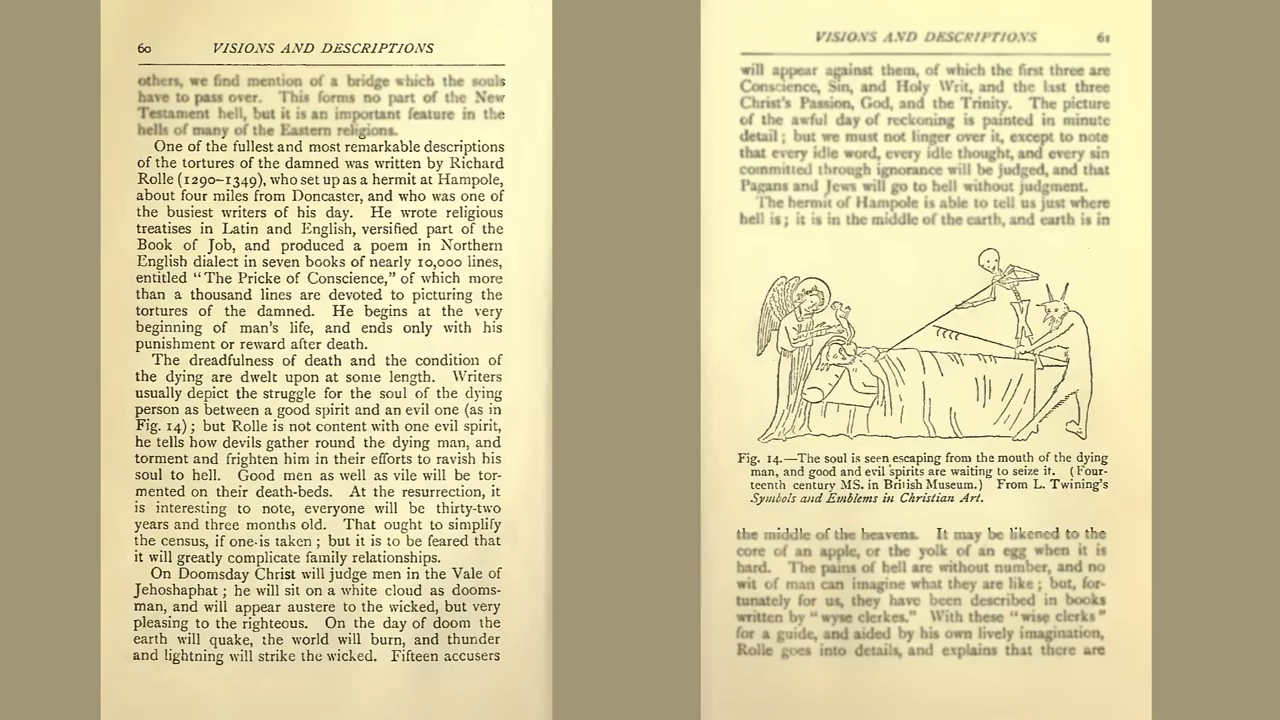 60 VISIONS AND DESCRIPTIONS
others, we find mention of a bridge which the souls
have to pass over. This forms no part of the New
Testament hell, but it is an important feature in the
hells of many of the Eastern religions.
One of the fullest and most remarkable descriptions
of the tortures of the damned was written by Richard
Rolle (1290–1349), who set up as a hermit at Hampole,
about four miles from Doncaster, and who was one of
the busiest writers of his day. He wrote religious
treatises in Latin and English, versified part of the
Book of Job, and produced a poem in Northern
English dialect in seven books of nearly 10,000 lines,
entitled “The Pricke of Conscience,” of which more
than a thousand lines are devoted to picturing the
tortures of the damned. He begins at the very
beginning of man's life, and ends only with his
punishment or reward after death.
The dreadfulness of death and the condition of
the dying are dwelt upon at some length. Writers
usually depict the struggle for the soul of the dying
person as between a good spirit and an evil one (as in
Fig. 14); but Rolle is not content with one evil spirit,
he tells how devils gather round the dying man, and
torment and frighten him in their efforts to ravish his
soul to hell. Good men as well as vile will be tor-
mented on their death-beds. At the resurrection, it
is interesting to note, everyone will be thirty-two
years and three months old. That ought to simplify
the census, if one is taken; but it is to be feared that
it will greatly complicate family relationships.
On Doomsday Christ will judge men in the Vale of
Jehoshaphat; he will sit on a white cloud as dooms-
man, and will appear austere to the wicked, but very
pleasing to the righteous. On the day of doom the
earth will quake, the world will burn, and thunder
and lightning will strike the wicked. Fifteen accusers
VISIONS AND DESCRIPTIONS 61
will appear against them, of which the first three are
Conscience, Sin, and Holy Writ, and the last three
Christ's Passion, God, and the Trinity. The picture
of the awful day of reckoning is painted in minute
detail; but we must not linger over it, except to note
that every idle word, every idle thought, and every sin
committed through ignorance will be judged, and that
Pagans and Jews will go to hell without judgment.
The hermit of Hampole is able to tell us just where
hell is; it is in the middle of the earth, and earth is in
Fig. 14.—The soul is seen escaping from the mouth of the dying
man, and good and evil spirits are waiting to seize it. (Four-
teenth century MS. in British Museum.) From L. Twining's
Symbols and Emblems in Christian Art.
the middle of the heavens. It may be likened to the
core of an apple, or the yolk of an egg when it is
hard. The pains of hell are without number, and no
wit of man can imagine what they are like; but, for-
tunately for us, they have been described in books
written by “wyse clerkes.” With these “wise clerks”
for a guide, and aided by his own lively imagination,
Rolle goes into details, and explains that there are